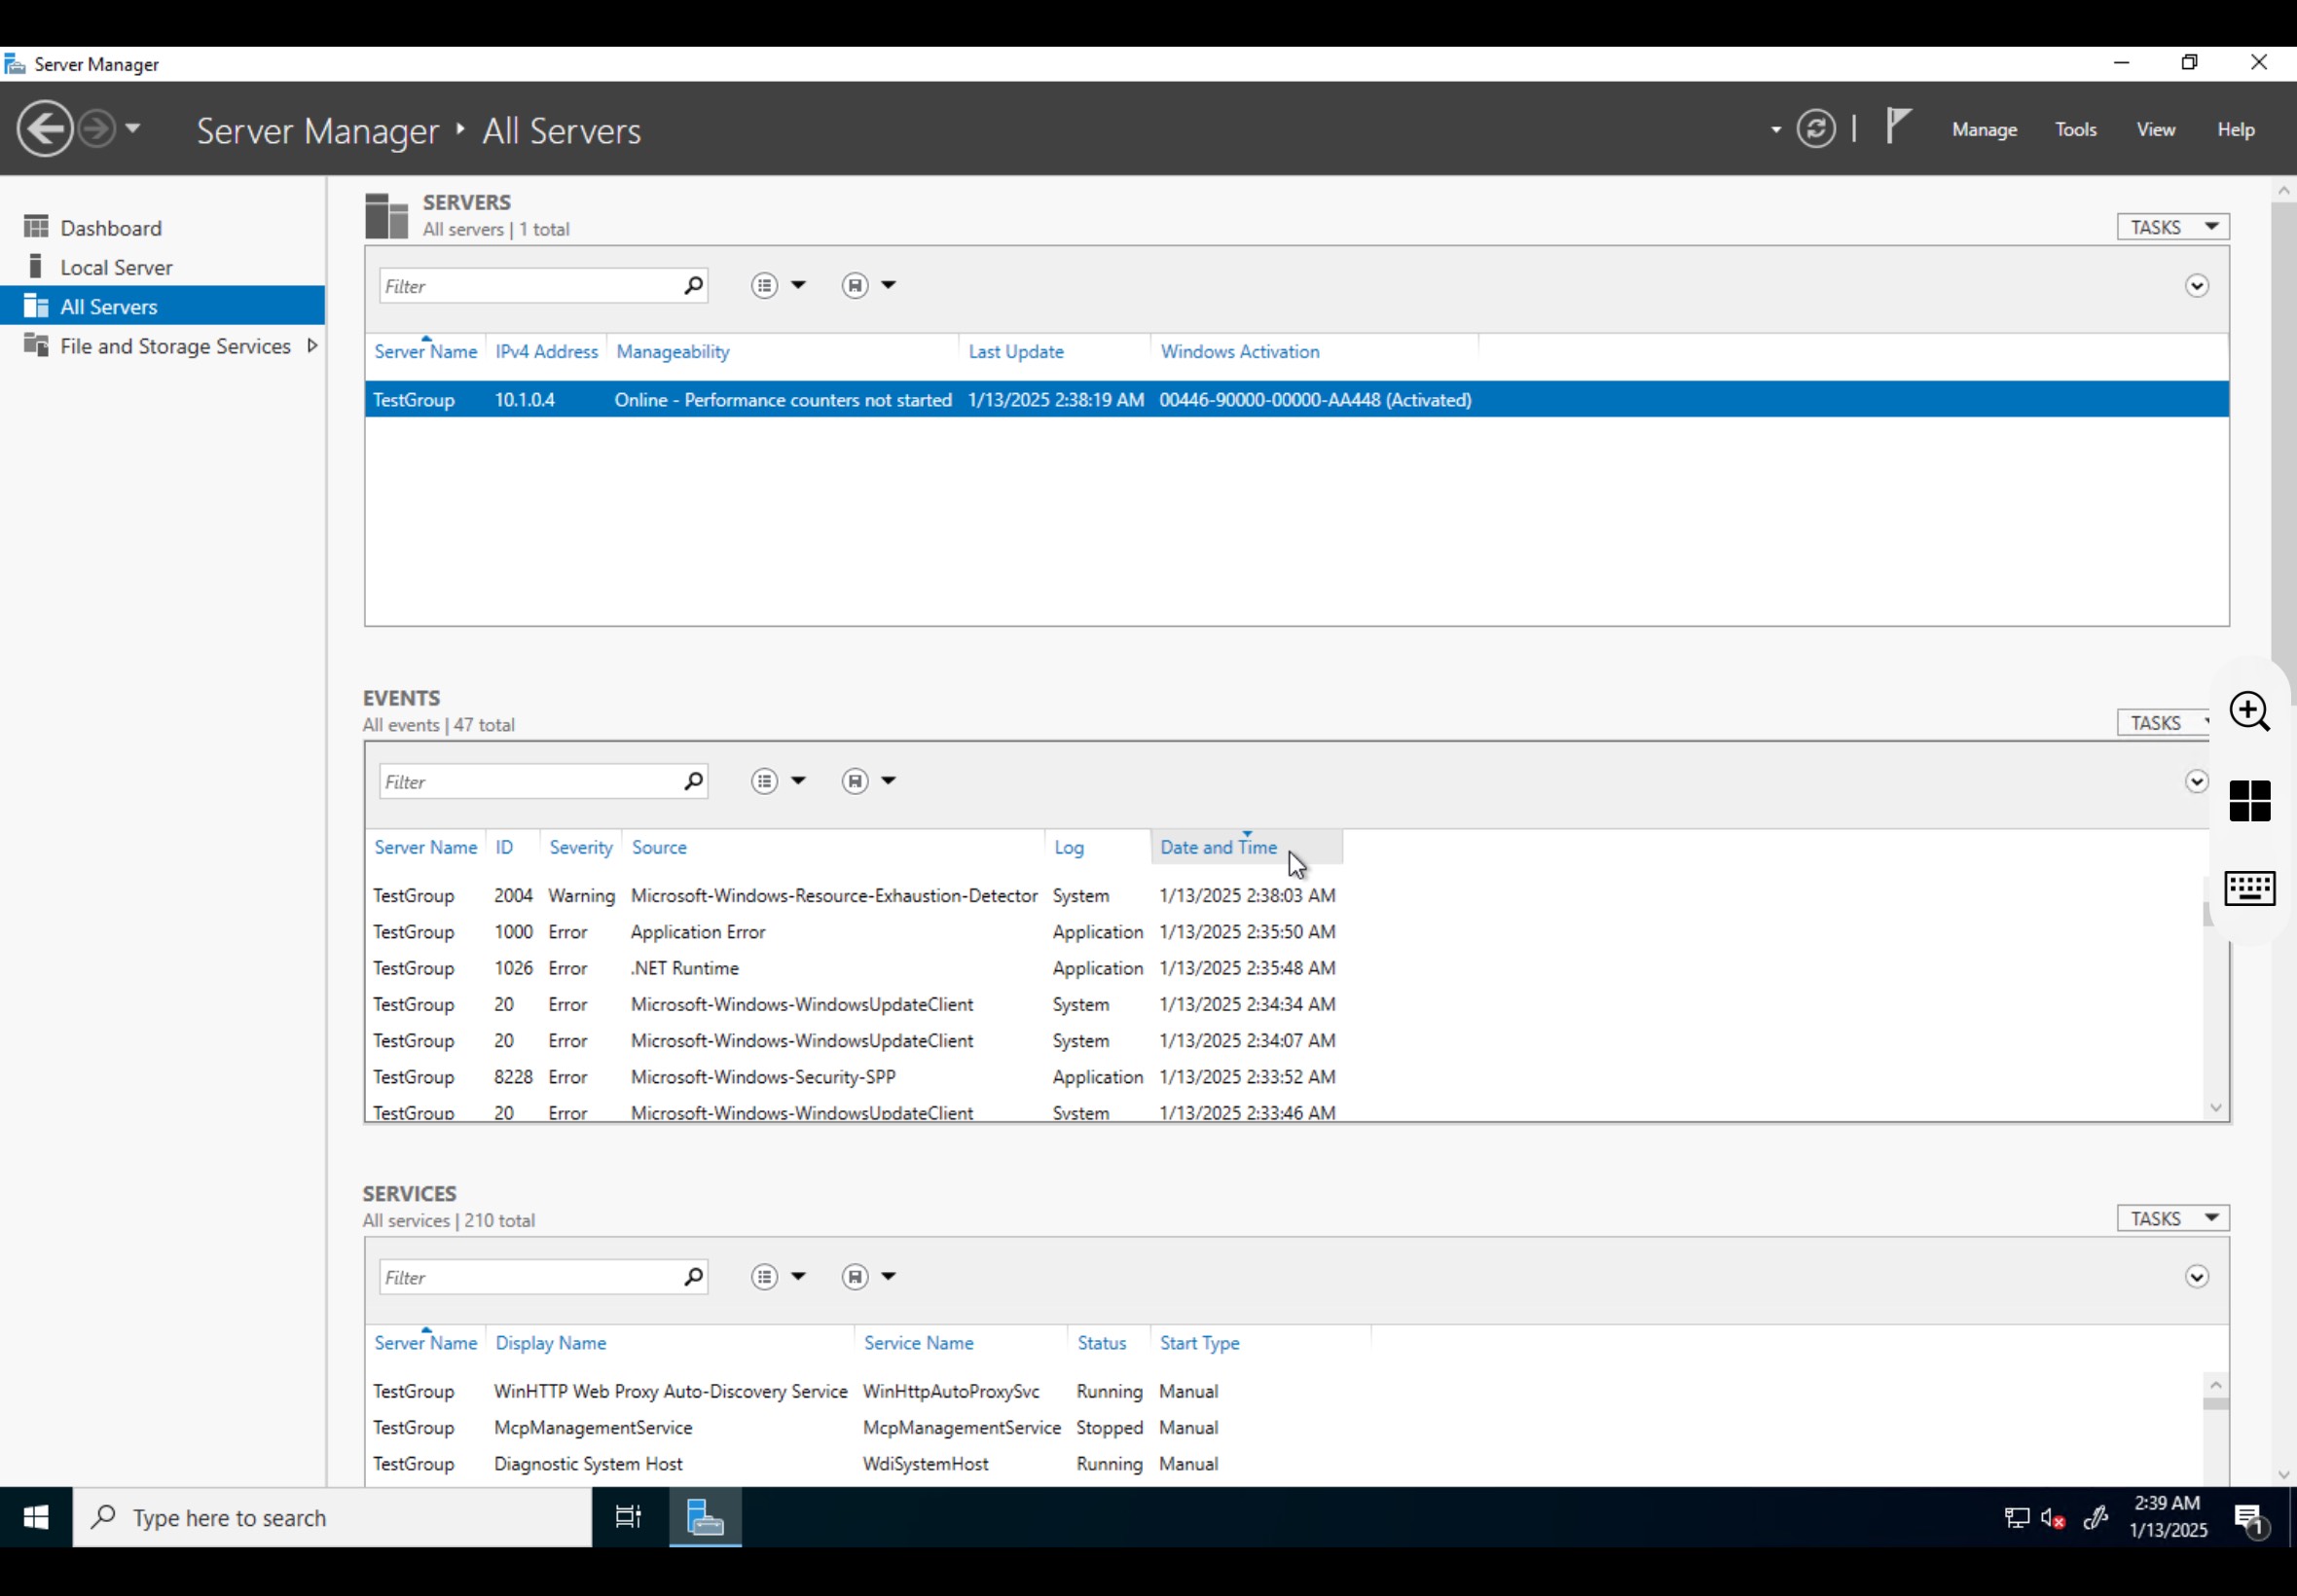 Server Manager
Server Manager ‣ All Servers
Manage Tools View Help
Dashboard
Local Server
All Servers
File and Storage Services
SERVERS
All servers | 1 total
TASKS
Filter
Server Name IPv4 Address Manageability Last Update Windows Activation
TestGroup 10.1.0.4 Online - Performance counters not started 1/13/2025 2:38:19 AM 00446-90000-00000-AA448 (Activated)
EVENTS
All events | 47 total
TASKS
Filter
Server Name ID Severity Source Log Date and Time
TestGroup 2004 Warning Microsoft-Windows-Resource-Exhaustion-Detector System 1/13/2025 2:38:03 AM
TestGroup 1000 Error Application Error Application 1/13/2025 2:35:50 AM
TestGroup 1026 Error .NET Runtime Application 1/13/2025 2:35:48 AM
TestGroup 20 Error Microsoft-Windows-WindowsUpdateClient System 1/13/2025 2:34:34 AM
TestGroup 20 Error Microsoft-Windows-WindowsUpdateClient System 1/13/2025 2:34:07 AM
TestGroup 8228 Error Microsoft-Windows-Security-SPP Application 1/13/2025 2:33:52 AM
TestGroup 20 Error Microsoft-Windows-WindowsUpdateClient System 1/13/2025 2:33:46 AM
SERVICES
All services | 210 total
TASKS
Filter
Server Name Display Name Service Name Status Start Type
TestGroup WinHTTP Web Proxy Auto-Discovery Service WinHttpAutoProxySvc Running Manual
TestGroup McpManagementService McpManagementService Stopped Manual
TestGroup Diagnostic System Host WdiSystemHost Running Manual
Type here to search
2:39 AM
1/13/2025
1